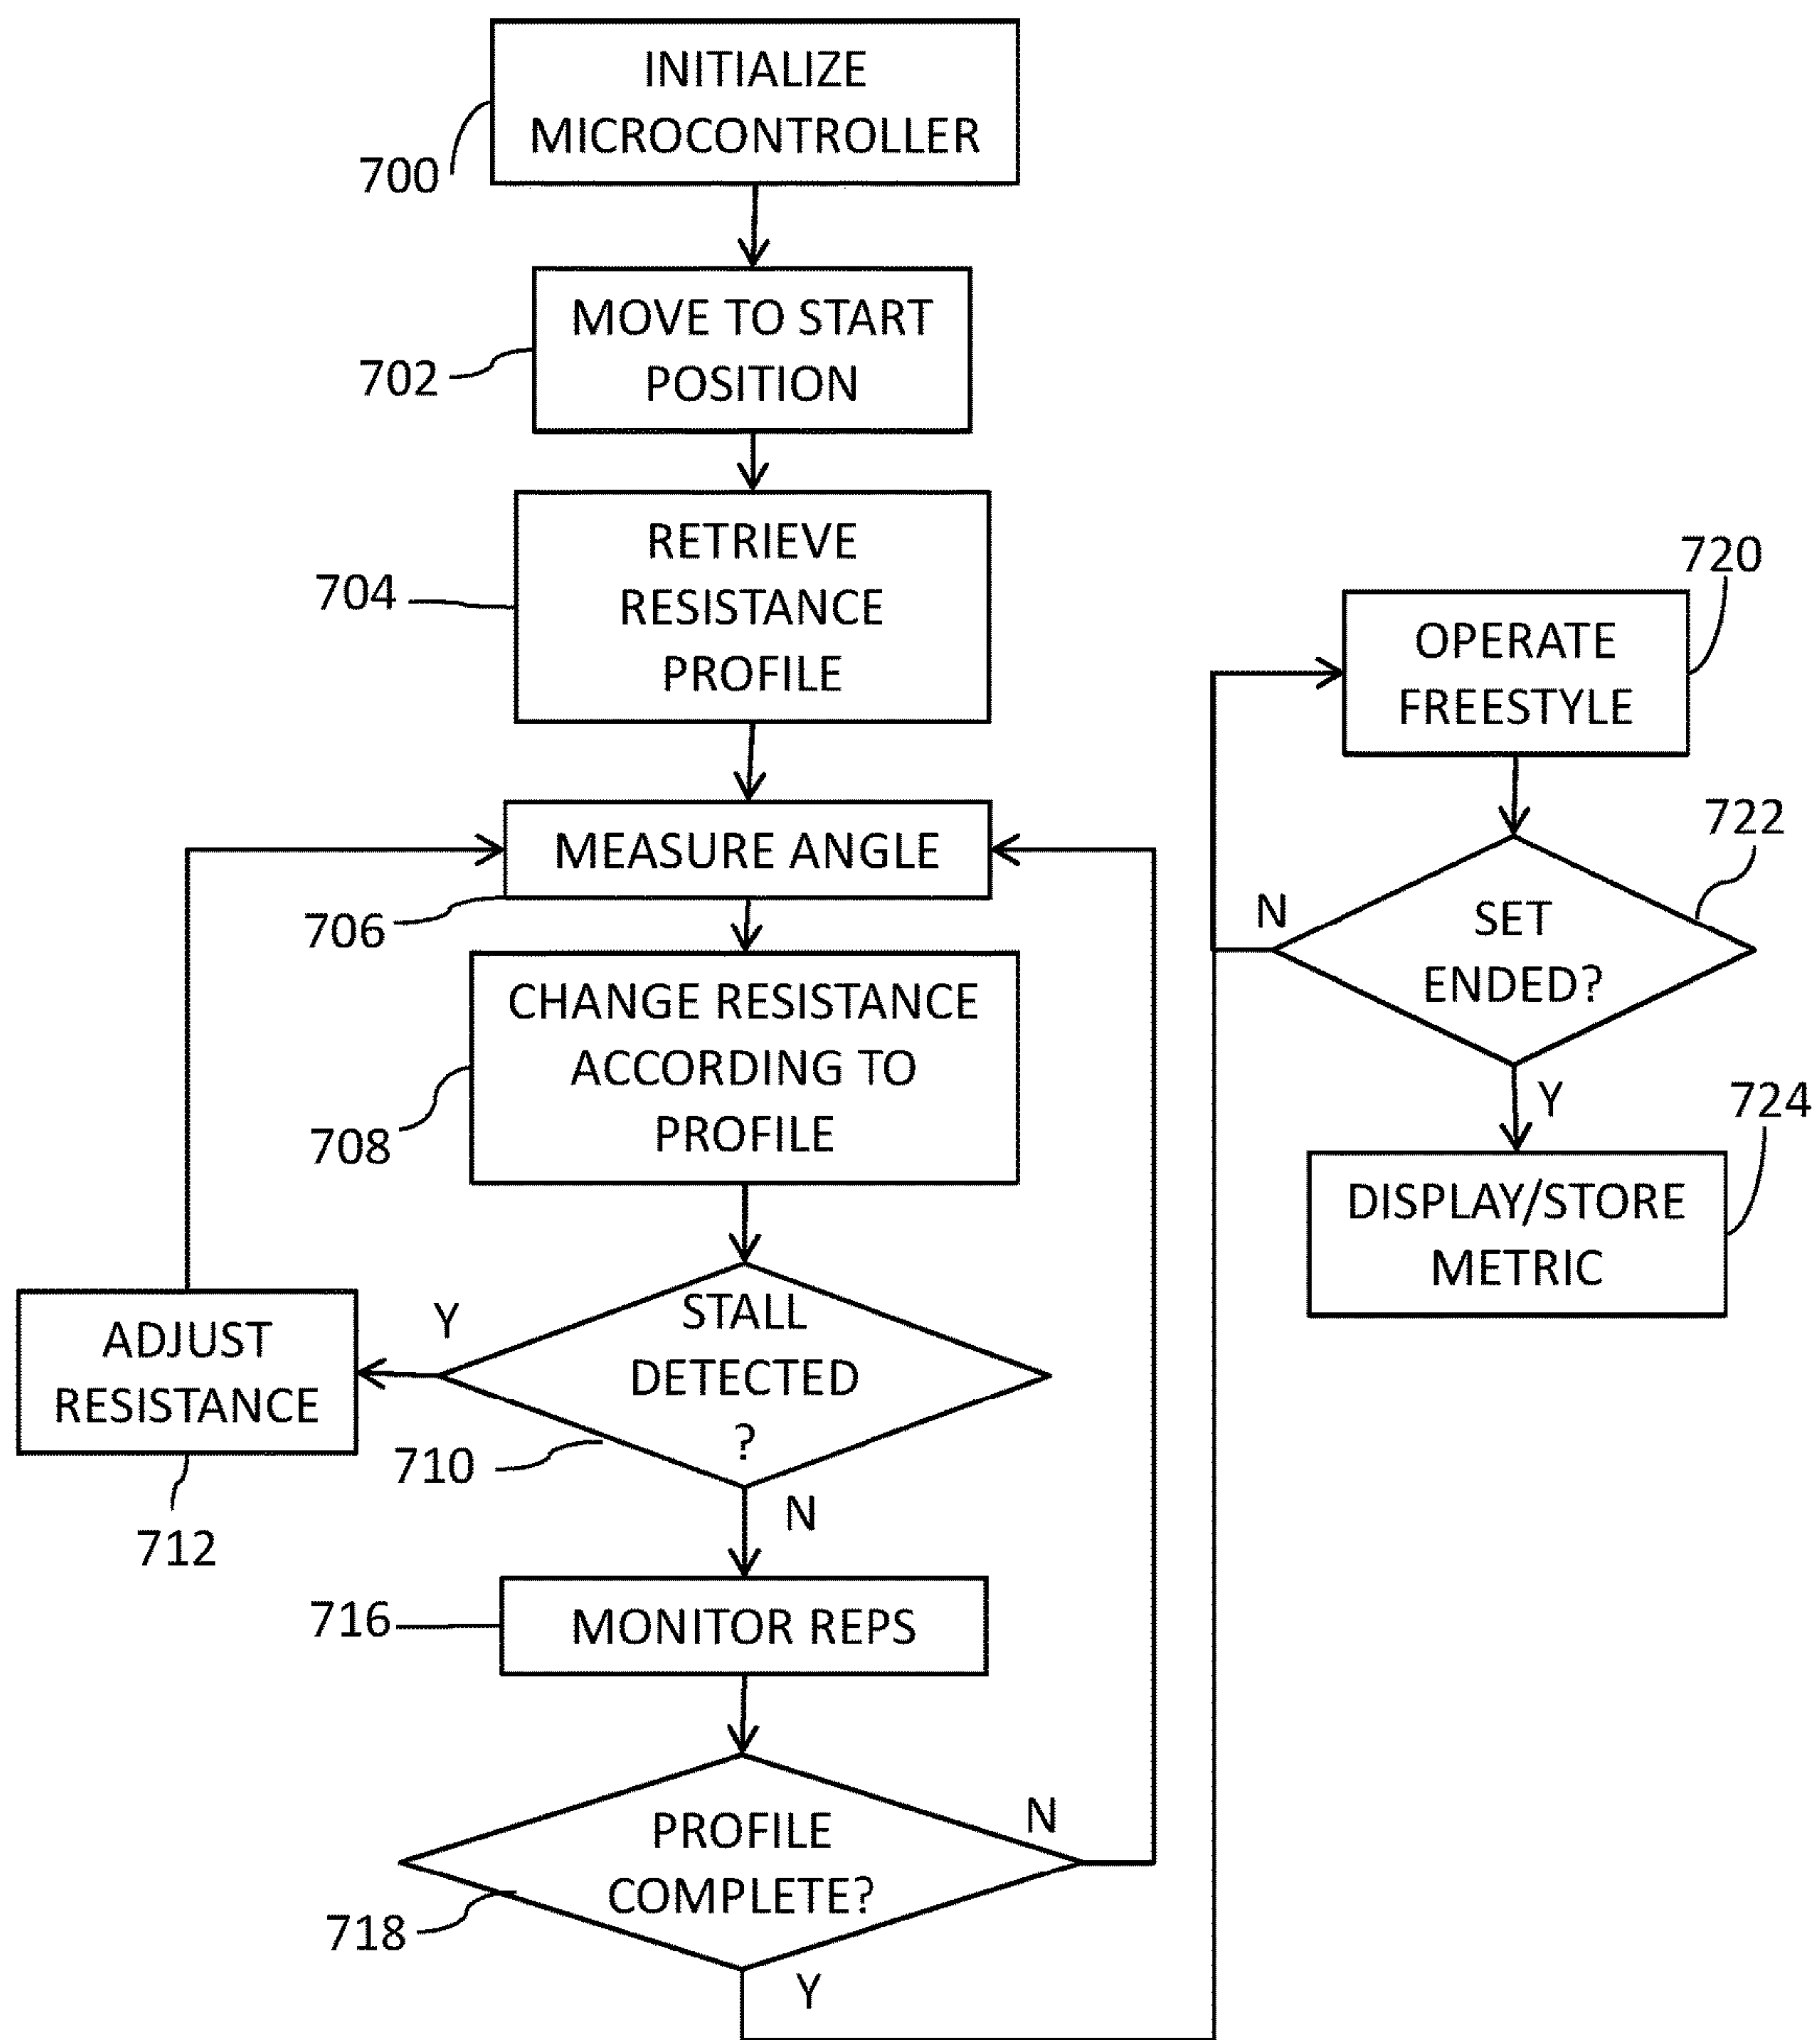 INITIALIZE
MICROCONTROLLER
700
MOVE TO START
POSITION
702
RETRIEVE
RESISTANCE
PROFILE
704
MEASURE ANGLE
706
CHANGE RESISTANCE
ACCORDING TO
PROFILE
708
STALL
DETECTED
?
710
Y
N
ADJUST
RESISTANCE
712
MONITOR REPS
716
PROFILE
COMPLETE?
718
N
Y
720
OPERATE
FREESTYLE
722
SET
ENDED?
N
Y
724
DISPLAY/STORE
METRIC